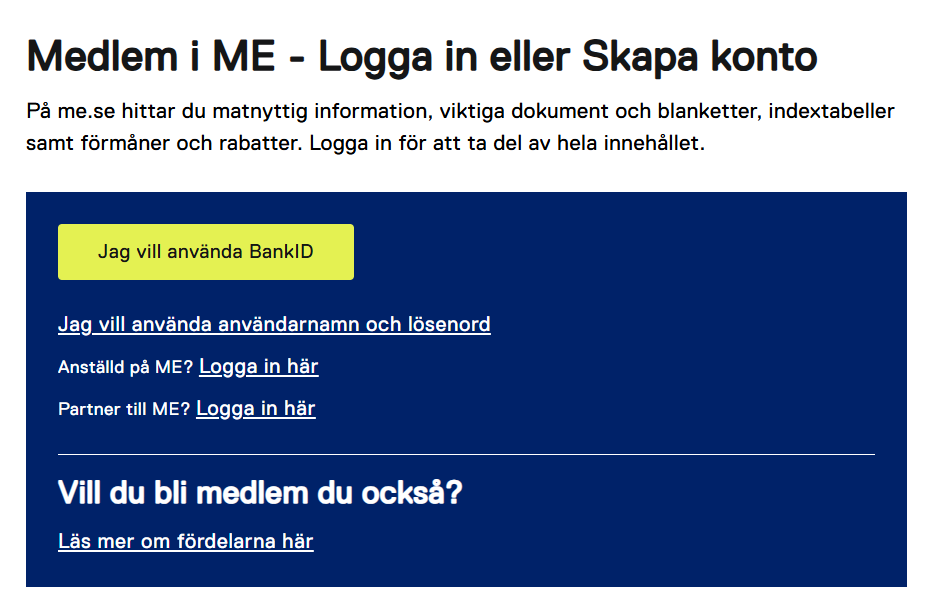 Medlem i ME - Logga in eller Skapa konto
På me.se hittar du matnyttig information, viktiga dokument och blanketter, indextabeller
samt förmåner och rabatter. Logga in för att ta del av hela innehållet.
Jag vill använda BankID
Jag vill använda användarnamn och lösenord
Anställd på ME? Logga in här
Partner till ME? Logga in här
Vill du bli medlem du också?
Läs mer om fördelarna här